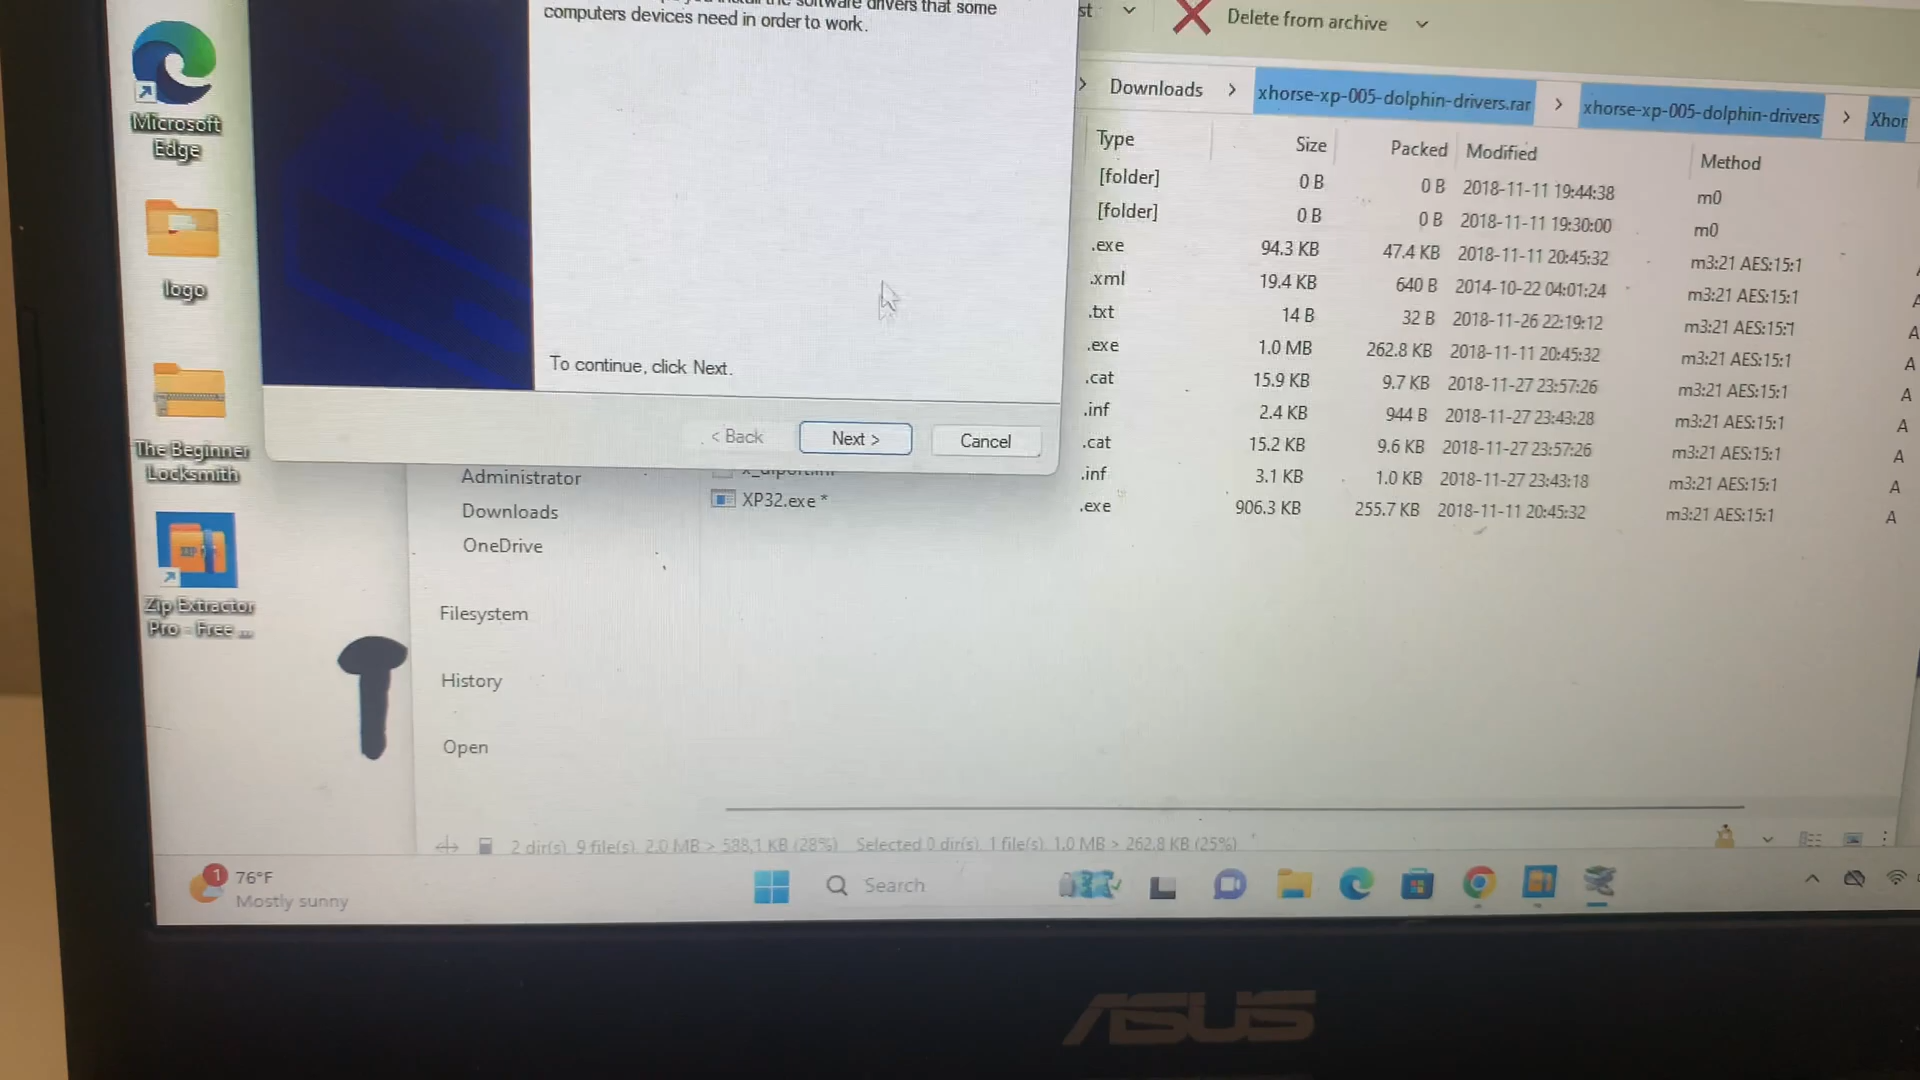 computers devices need in order to work.
To continue, click Next.
< Back
Next >
Cancel
Delete from archive
Downloads
xhorse-xp-005-dolphin-drivers.rar
xhorse-xp-005-dolphin-drivers
Xhor
Type Size Packed Modified Method
[folder] 0 B 0 B 2018-11-11 19:44:38 m0
[folder] 0 B 0 B 2018-11-11 19:30:00 m0
.exe 94.3 KB 47.4 KB 2018-11-11 20:45:32 m3:21 AES:15:1
.xml 19.4 KB 640 B 2014-10-22 04:01:24 m3:21 AES:15:1
.txt 14 B 32 B 2018-11-26 22:19:12 m3:21 AES:15:1
.exe 1.0 MB 262.8 KB 2018-11-11 20:45:32 m3:21 AES:15:1
.cat 15.9 KB 9.7 KB 2018-11-27 23:57:26 m3:21 AES:15:1
.inf 2.4 KB 944 B 2018-11-27 23:43:28 m3:21 AES:15:1
.cat 15.2 KB 9.6 KB 2018-11-27 23:57:26 m3:21 AES:15:1
.inf 3.1 KB 1.0 KB 2018-11-27 23:43:18 m3:21 AES:15:1
.exe 906.3 KB 255.7 KB 2018-11-11 20:45:32 m3:21 AES:15:1
Microsoft
Edge
logo
The Beginner
Locksmith
Zip Extractor
Pro - Free ...
Administrator
Downloads
OneDrive
Filesystem
History
Open
XP32.exe *
2 dir(s), 9 file(s), 2.0 MB > 588.1 KB (28%) Selected 0 dir(s), 1 file(s), 1.0 MB > 262.8 KB (25%)
1
76°F
Mostly sunny
Search
ASUS